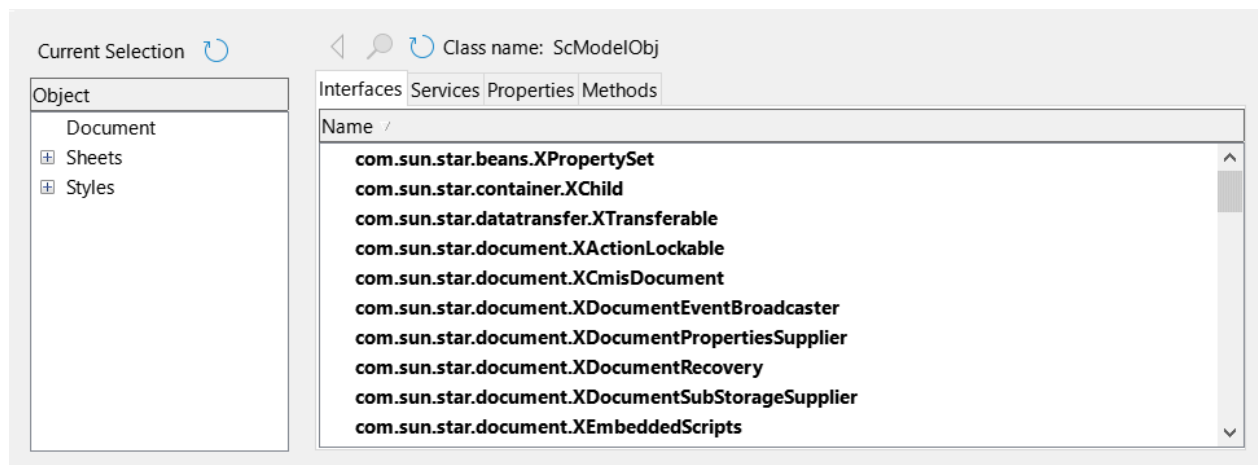 Current Selection
Class name: ScModelObj
Object
Document
Sheets
Styles
Interfaces Services Properties Methods
Name
com.sun.star.beans.XPropertySet
com.sun.star.container.XChild
com.sun.star.datatransfer.XTransferable
com.sun.star.document.XActionLockable
com.sun.star.document.XCmisDocument
com.sun.star.document.XDocumentEventBroadcaster
com.sun.star.document.XDocumentPropertiesSupplier
com.sun.star.document.XDocumentRecovery
com.sun.star.document.XDocumentSubStorageSupplier
com.sun.star.document.XEmbeddedScripts